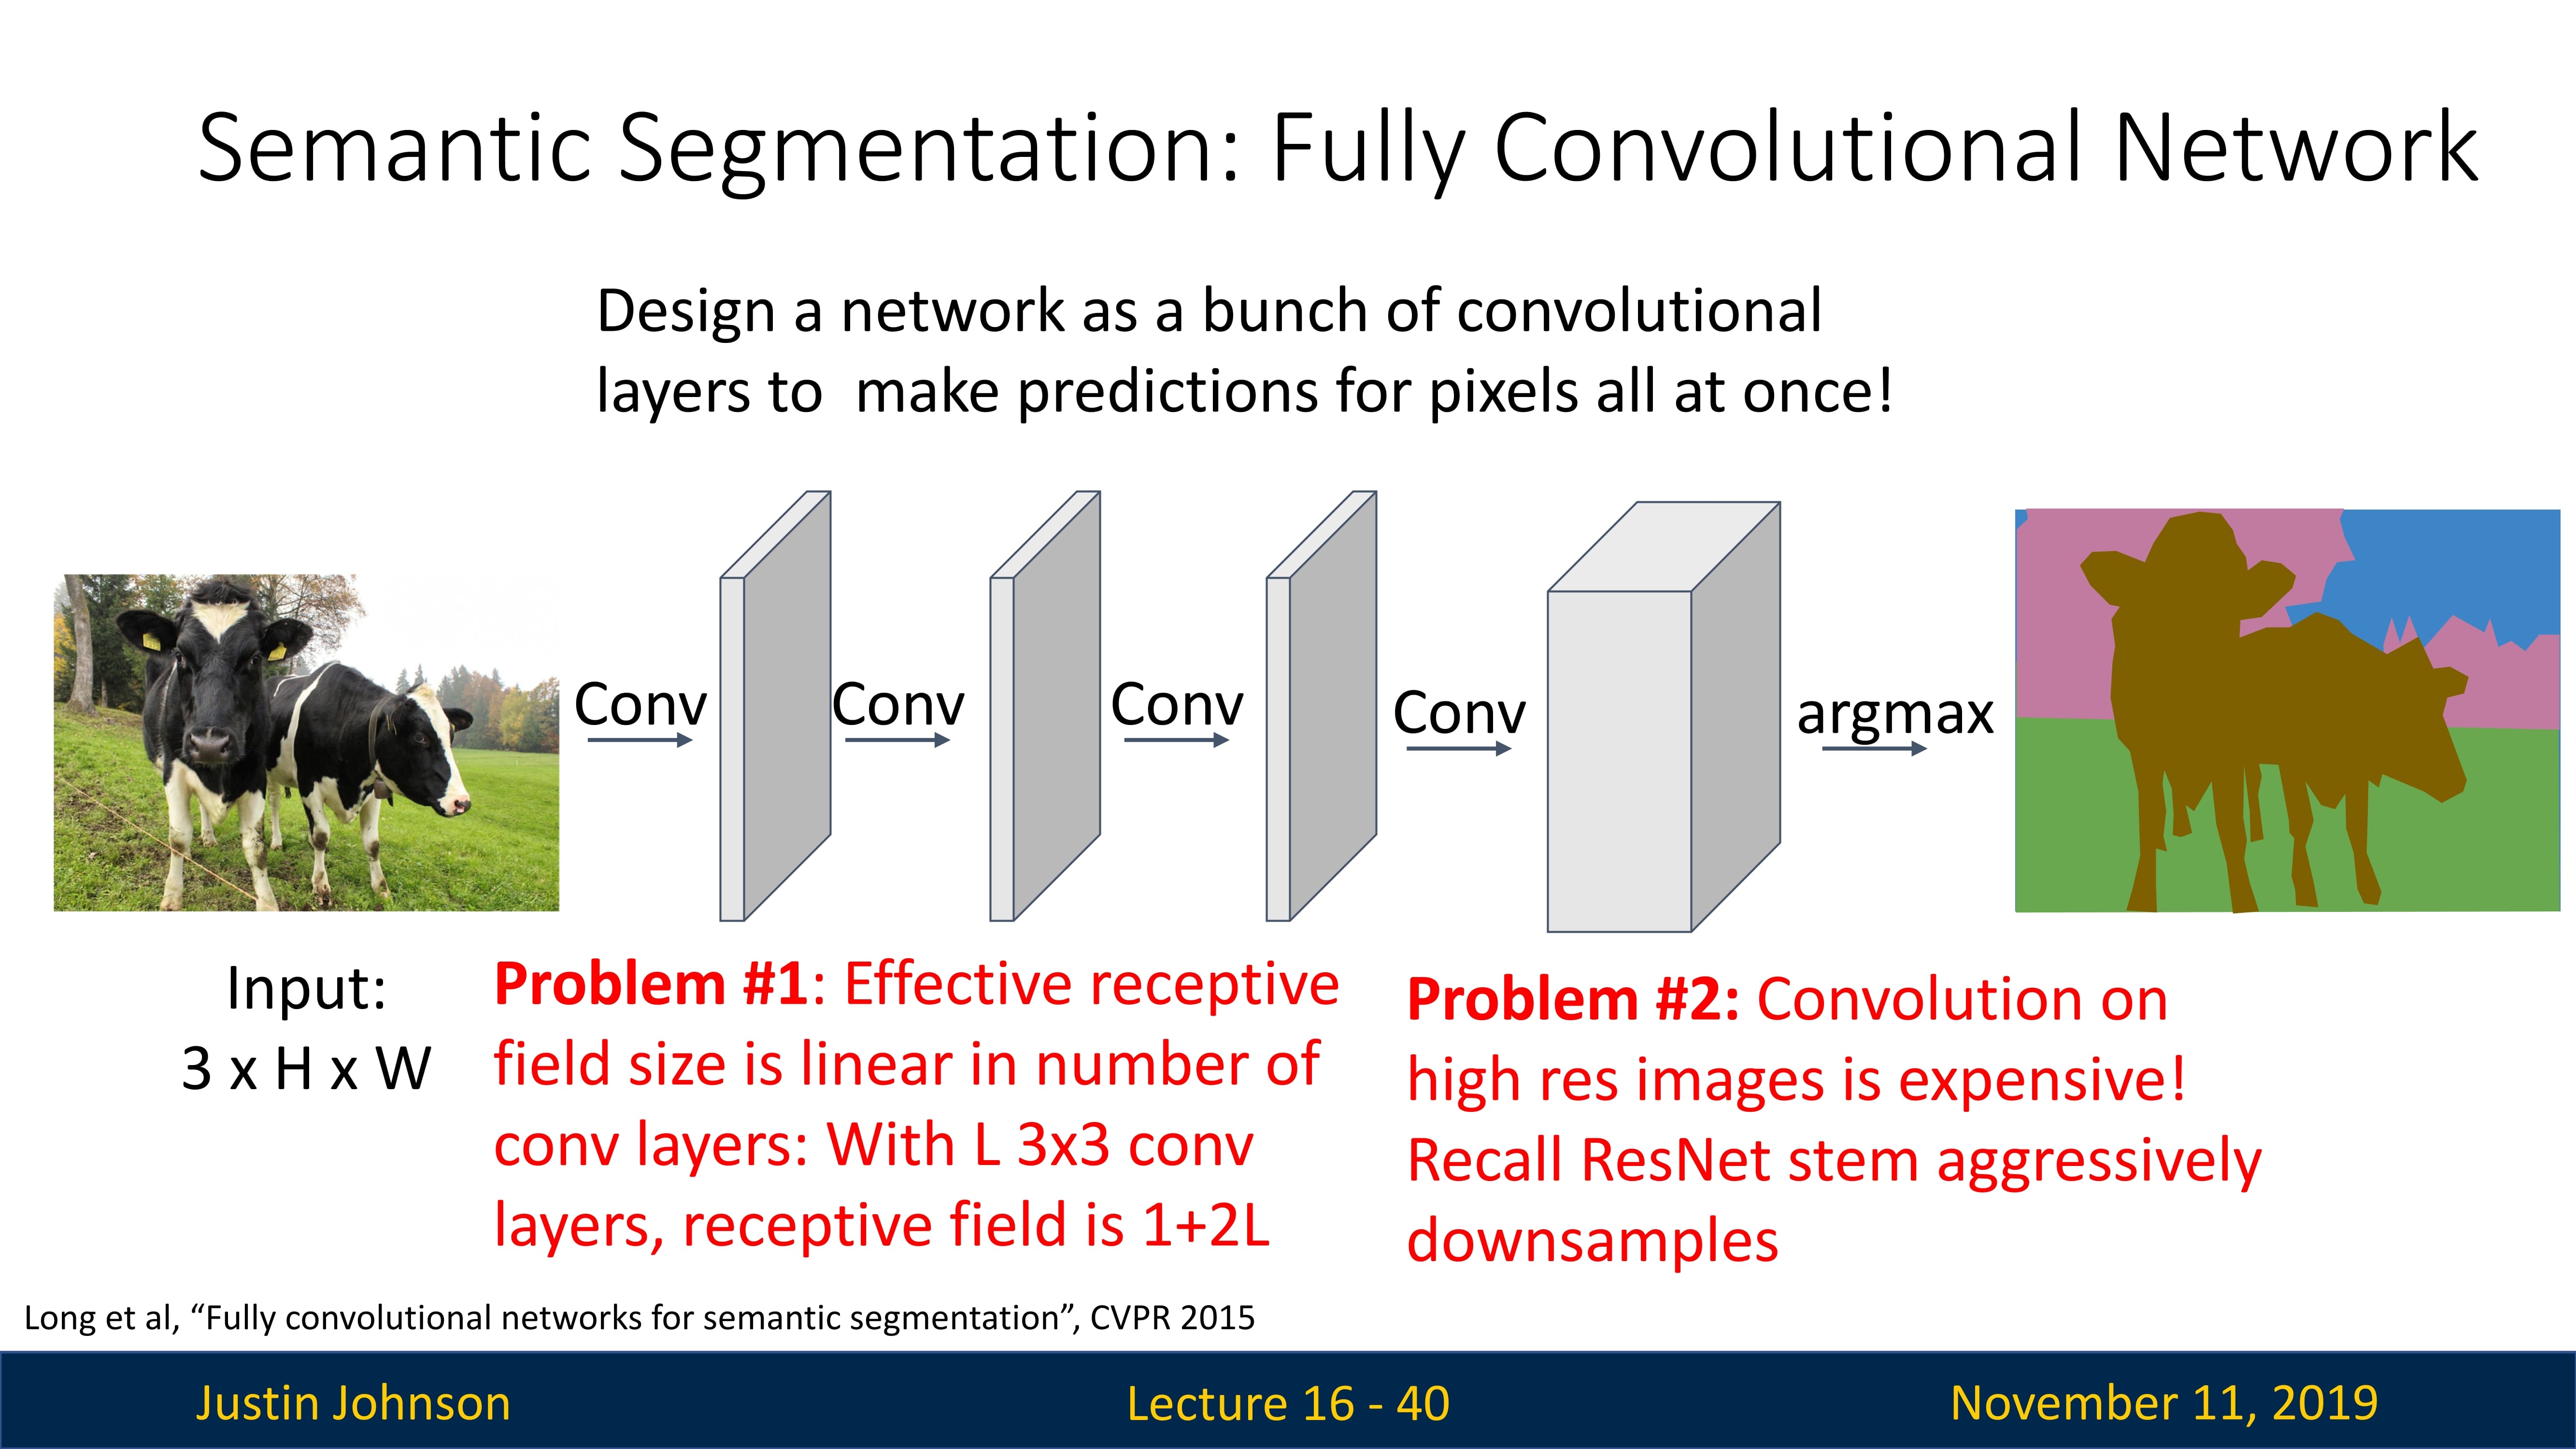 Semantic Segmentation: Fully Convolutional Network
Design a network as a bunch of convolutional
layers to  make predictions for pixels all at once!
Conv
Conv
Conv
Conv
argmax
Input:
3 x H x W
Problem #1: Effective receptive
field size is linear in number of
conv layers: With L 3x3 conv
layers, receptive field is 1+2L
Problem #2: Convolution on
high res images is expensive!
Recall ResNet stem aggressively
downsamples
Long et al, “Fully convolutional networks for semantic segmentation”, CVPR 2015
Justin Johnson
Lecture 16 - 40
November 11, 2019